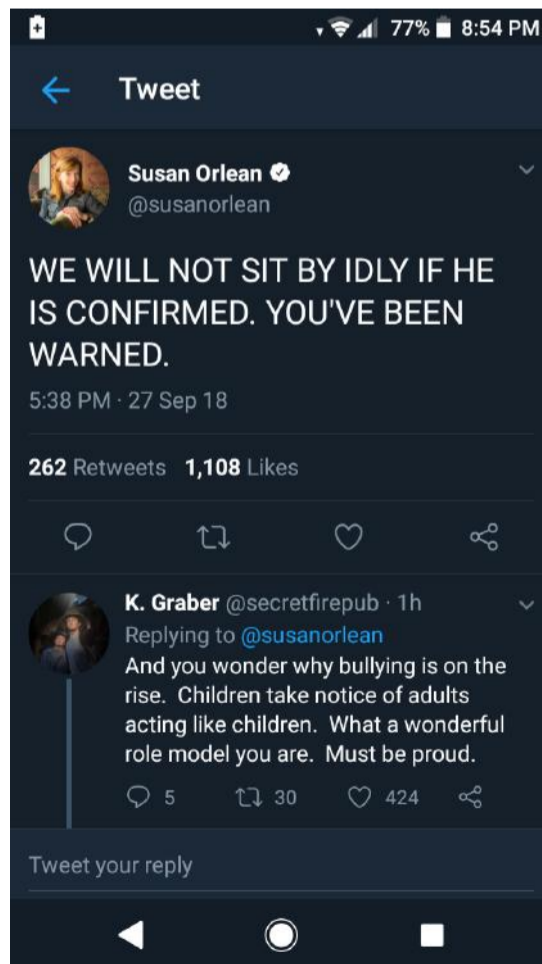 77% 8:54 PM
Tweet
Susan Orlean
@susanorlean
WE WILL NOT SIT BY IDLY IF HE
IS CONFIRMED. YOU'VE BEEN
WARNED.
5:38 PM · 27 Sep 18
262 Retweets 1,108 Likes
K. Graber @secretfirepub · 1h
Replying to @susanorlean
And you wonder why bullying is on the
rise. Children take notice of adults
acting like children. What a wonderful
role model you are. Must be proud.
5 30 424
Tweet your reply